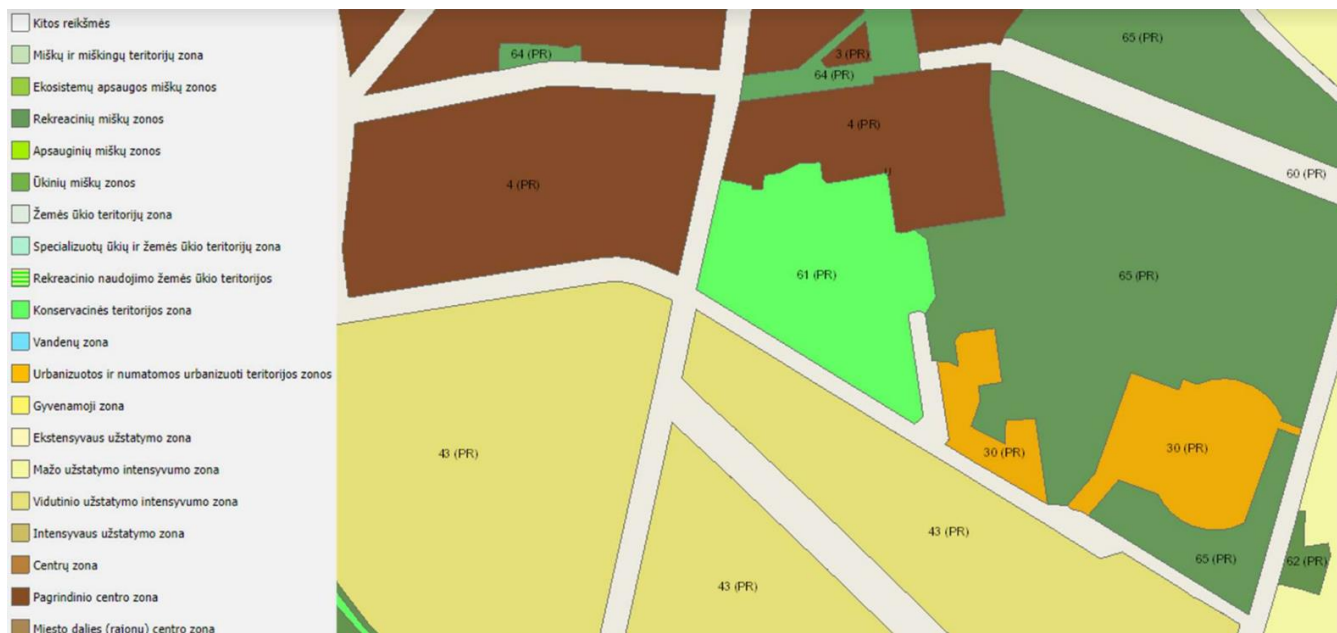 Kitos reikšmės
Miškų ir miškingų teritorijų zona
Ekosistemų apsaugos miškų zonos
Rekreacinių miškų zonos
Apsauginių miškų zonos
Ūkinių miškų zonos
Žemės ūkio teritorijų zona
Specializuotų ūkių ir žemės ūkio teritorijų zona
Rekreacinio naudojimo žemės ūkio teritorijos
Konservacinės teritorijos zona
Vandenų zona
Urbanizuotos ir numatomos urbanizuoti teritorijos zonos
Gyvenamoji zona
Ekstensyvaus užstatymo zona
Mažo užstatymo intensyvumo zona
Vidutinio užstatymo intensyvumo zona
Intensyvaus užstatymo zona
Centrų zona
Pagrindinio centro zona
Miesto dalies (rajonų) centro zona
65 (PR)
64 (PR)
3 (PR)
64 (PR)
4 (PR)
60 (PR)
4 (PR)
61 (PR)
65 (PR)
43 (PR)
30 (PR)
30 (PR)
43 (PR)
65 (PR)
62 (PR)
43 (PR)